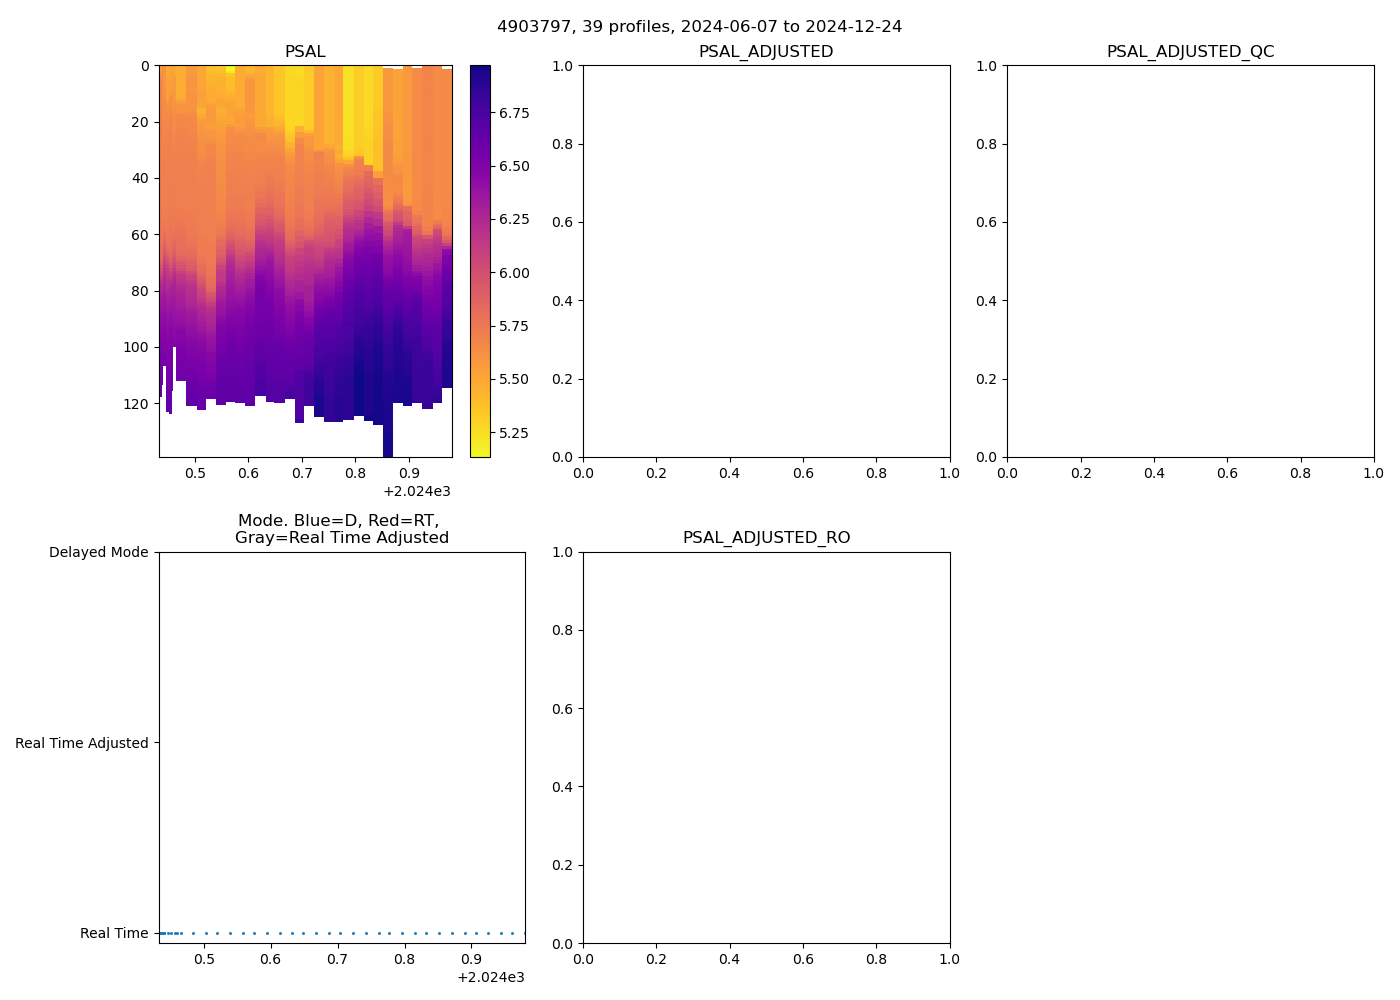 4903797, 39 profiles, 2024-06-07 to 2024-12-24
PSAL
0
20
40
60
80
100
120
0.5 0.6 0.7 0.8 0.9
+2.024e3
6.75
6.50
6.25
6.00
5.75
5.50
5.25
PSAL_ADJUSTED
1.0
0.8
0.6
0.4
0.2
0.0
0.0 0.2 0.4 0.6 0.8 1.0
PSAL_ADJUSTED_QC
1.0
0.8
0.6
0.4
0.2
0.0
0.0 0.2 0.4 0.6 0.8 1.0
Mode. Blue=D, Red=RT,
Gray=Real Time Adjusted
Delayed Mode
Real Time Adjusted
Real Time
0.5 0.6 0.7 0.8 0.9
+2.024e3
PSAL_ADJUSTED_RO
1.0
0.8
0.6
0.4
0.2
0.0
0.0 0.2 0.4 0.6 0.8 1.0